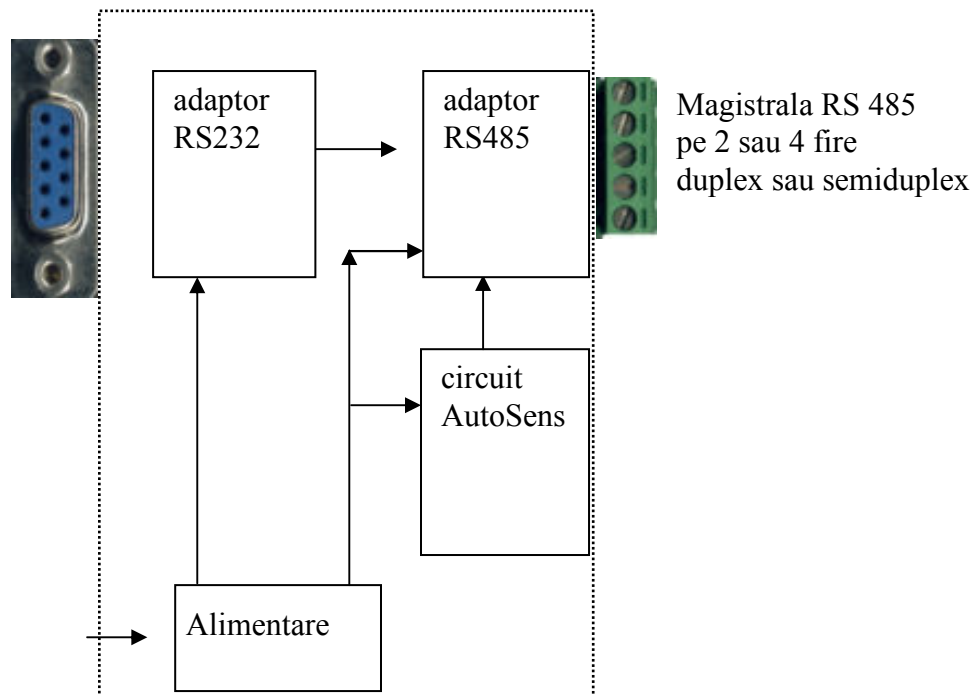 adaptor
RS232
adaptor
RS485
Magistrala RS 485
pe 2 sau 4 fire
duplex sau semiduplex
circuit
AutoSens
Alimentare